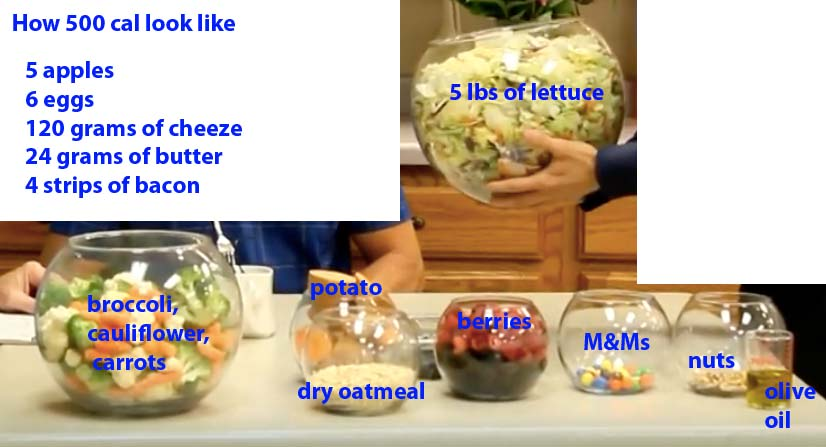 How 500 cal look like
5 apples
6 eggs
120 grams of cheeze
24 grams of butter
4 strips of bacon
5 lbs of lettuce
broccoli,
cauliflower,
carrots
potato
dry oatmeal
berries
M&Ms
nuts
olive
oil